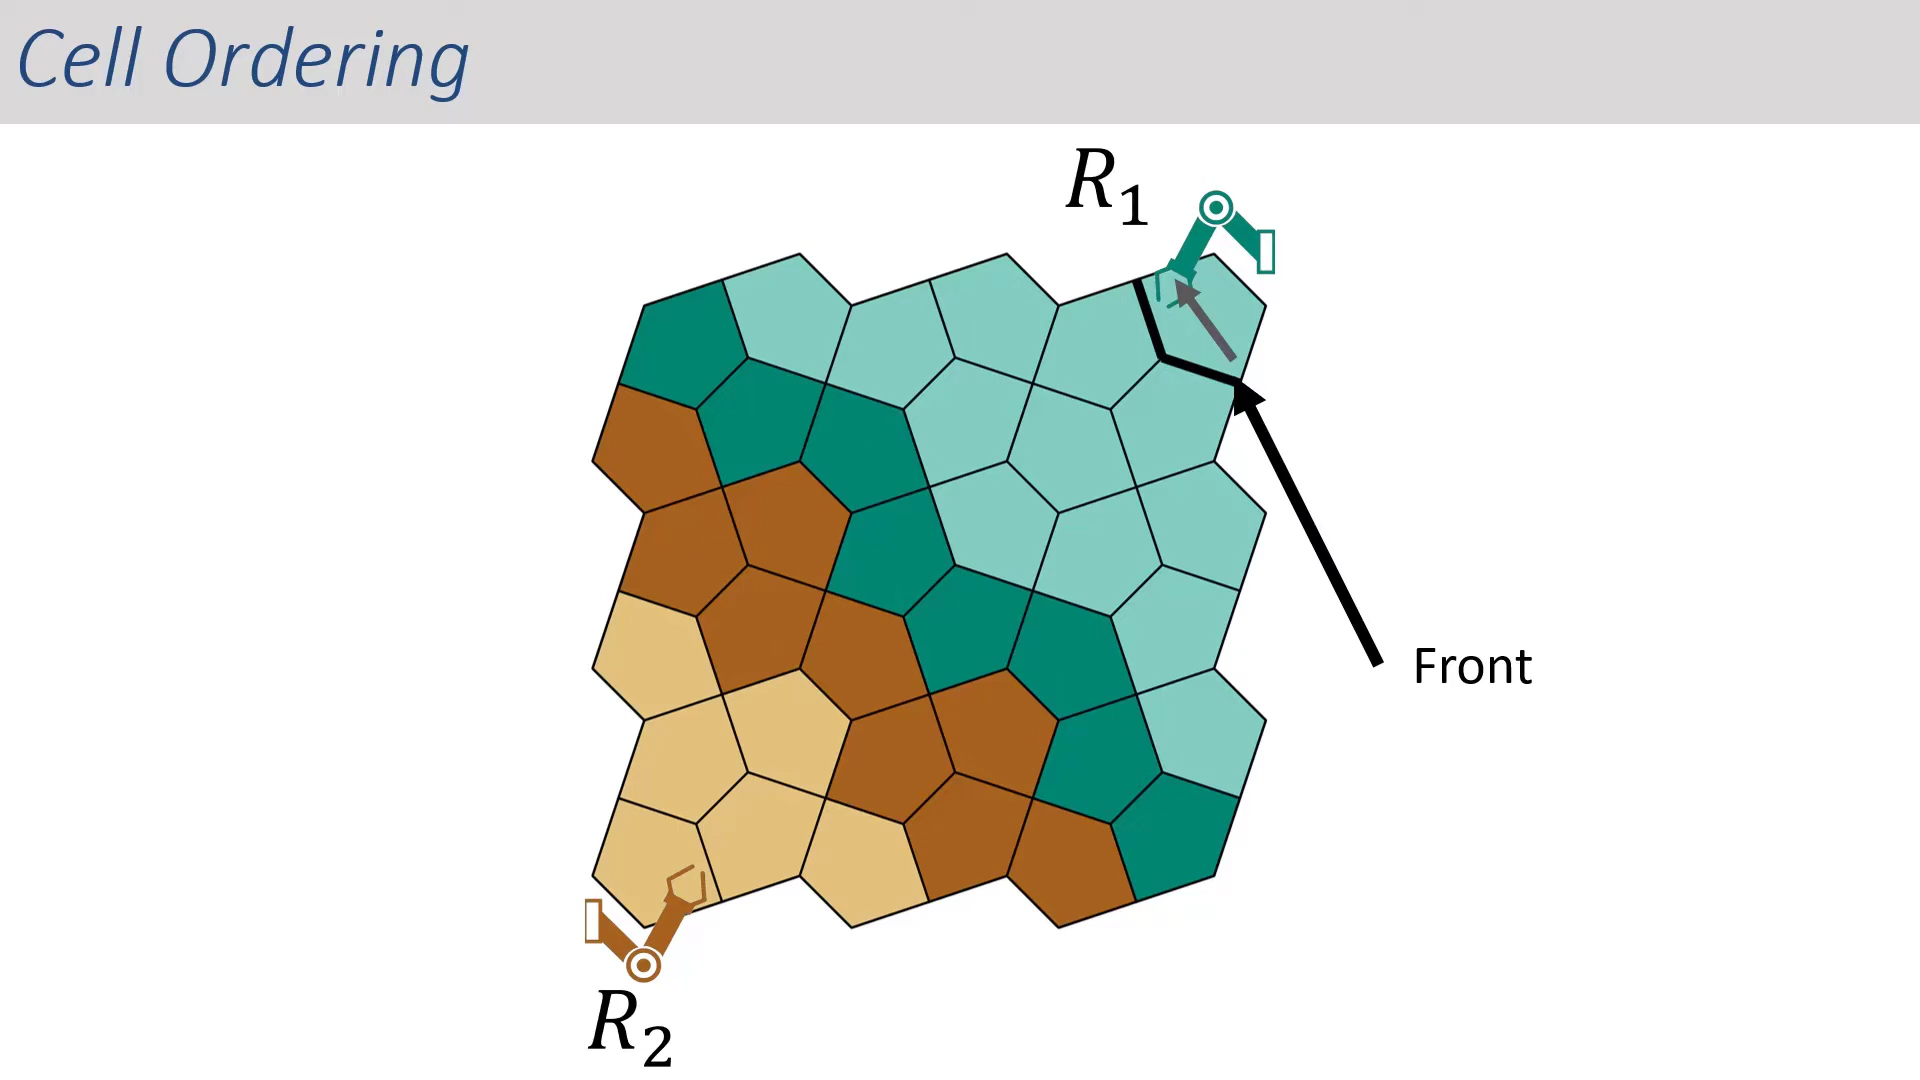 Cell Ordering
R₁
Front
R₂